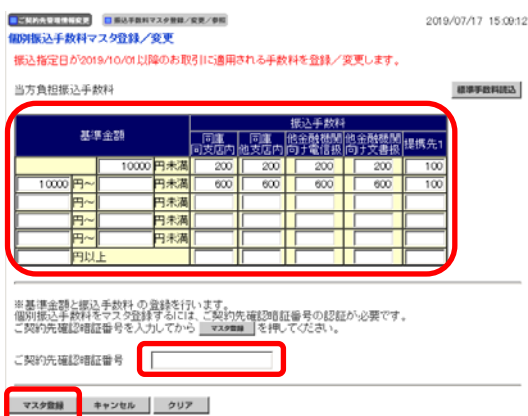 ご契約先管理情報変更 振込手数料マスタ登録／変更／参照 2019/07/17 15:09:12
個別振込手数料マスタ登録／変更
振込指定日が2019/10/01以降のお取引に適用される手数料を登録／変更します。
当方負担振込手数料 標準手数料読込
基準金額 振込手数料
同庫同支店内 同庫他支店内 他金融機関向け電信扱 他金融機関向け文書扱 提携先1
10000 円未満 200 200 200 200 100
10000 円～ 円未満 600 600 600 600 100
円～ 円未満
円～ 円未満
円～ 円未満
円以上
※基準金額と振込手数料の登録を行います。
個別振込手数料をマスタ登録するには、ご契約先確認暗証番号の認証が必要です。
ご契約先確認暗証番号を入力してから マスタ登録 を押してください。
ご契約先確認暗証番号
マスタ登録 キャンセル クリア